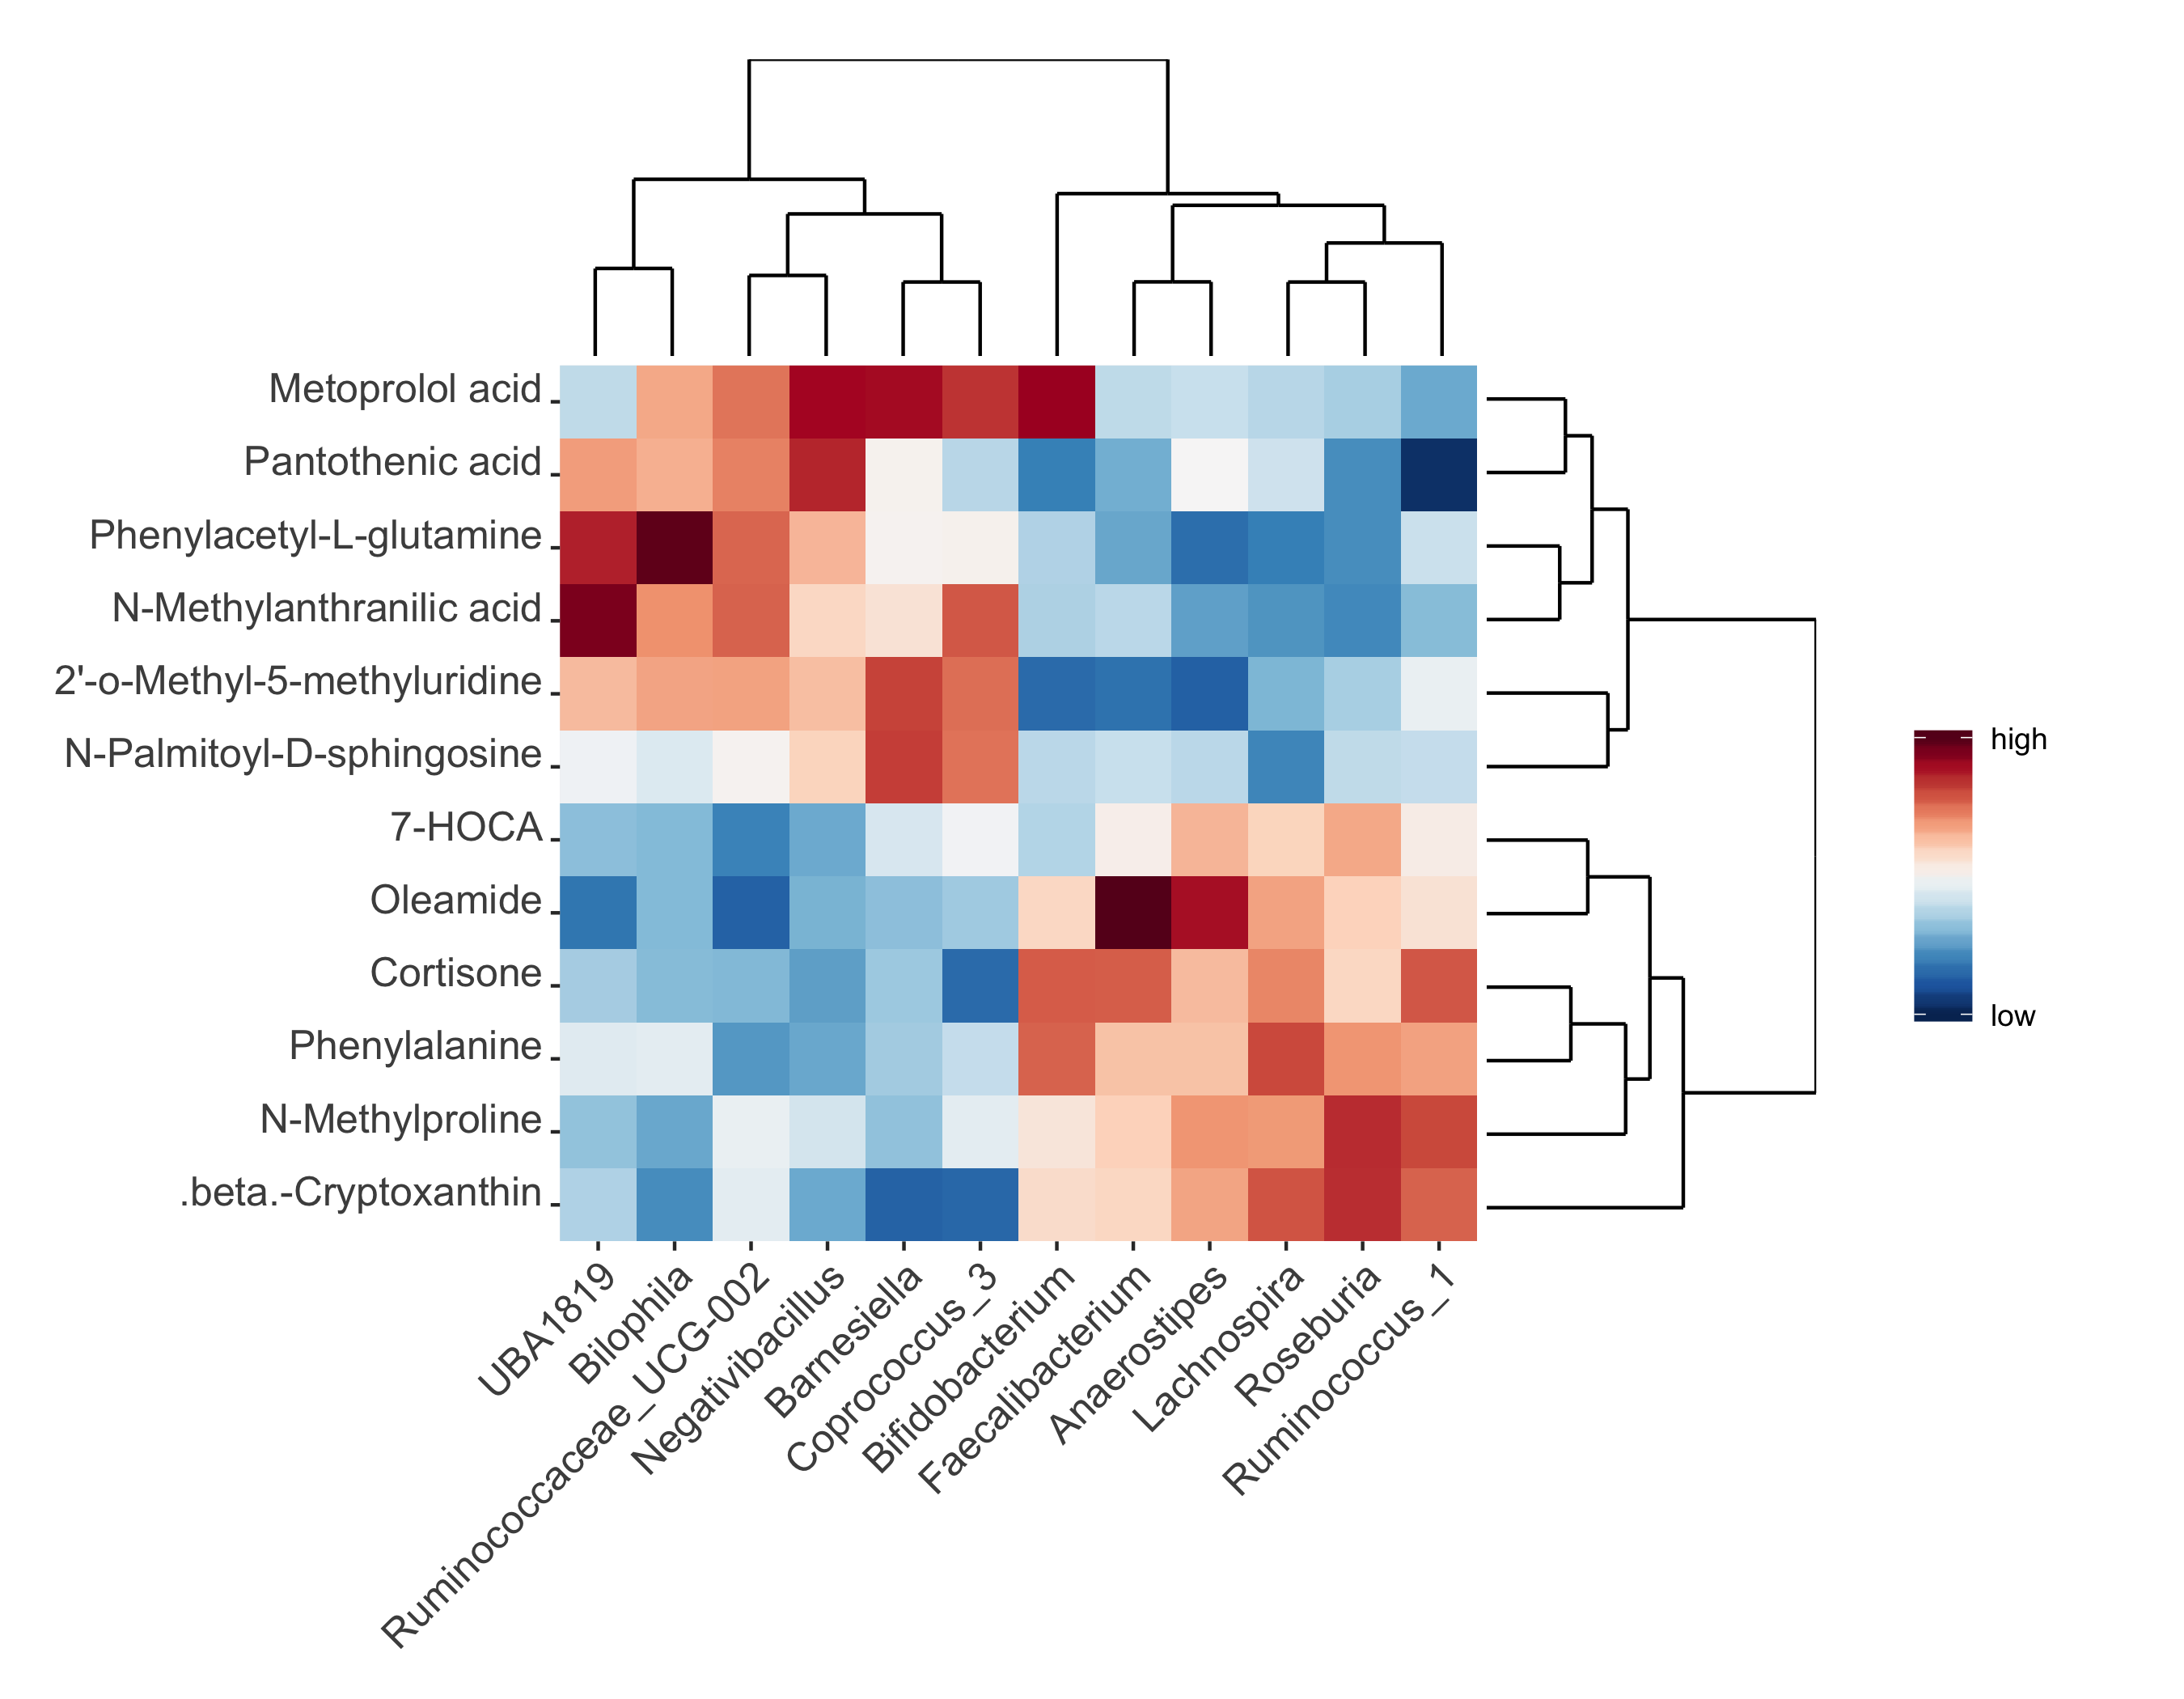 Metoprolol acid
Pantothenic acid
Phenylacetyl-L-glutamine
N-Methylanthranilic acid
2'-o-Methyl-5-methyluridine
N-Palmitoyl-D-sphingosine
7-HOCA
Oleamide
Cortisone
Phenylalanine
N-Methylproline
.beta.-Cryptoxanthin
high
low
UBA1819
Bilophila
Ruminococcaceae_UCG-002
Negativibacillus
Barnesiella
Coprococcus_3
Bifidobacterium
Faecalibacterium
Anaerostipes
Lachnospira
Roseburia
Ruminococcus_1